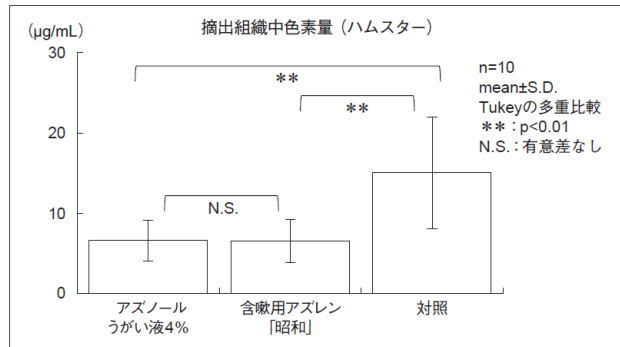 摘出組織中色素量（ハムスター）
（μg/mL）
30
20
10
0
**
**
N.S.
n=10
mean±S.D.
Tukeyの多重比較
**：p<0.01
N.S.：有意差なし
アズノール
うがい液4%
含嗽用アズレン
「昭和」
対照